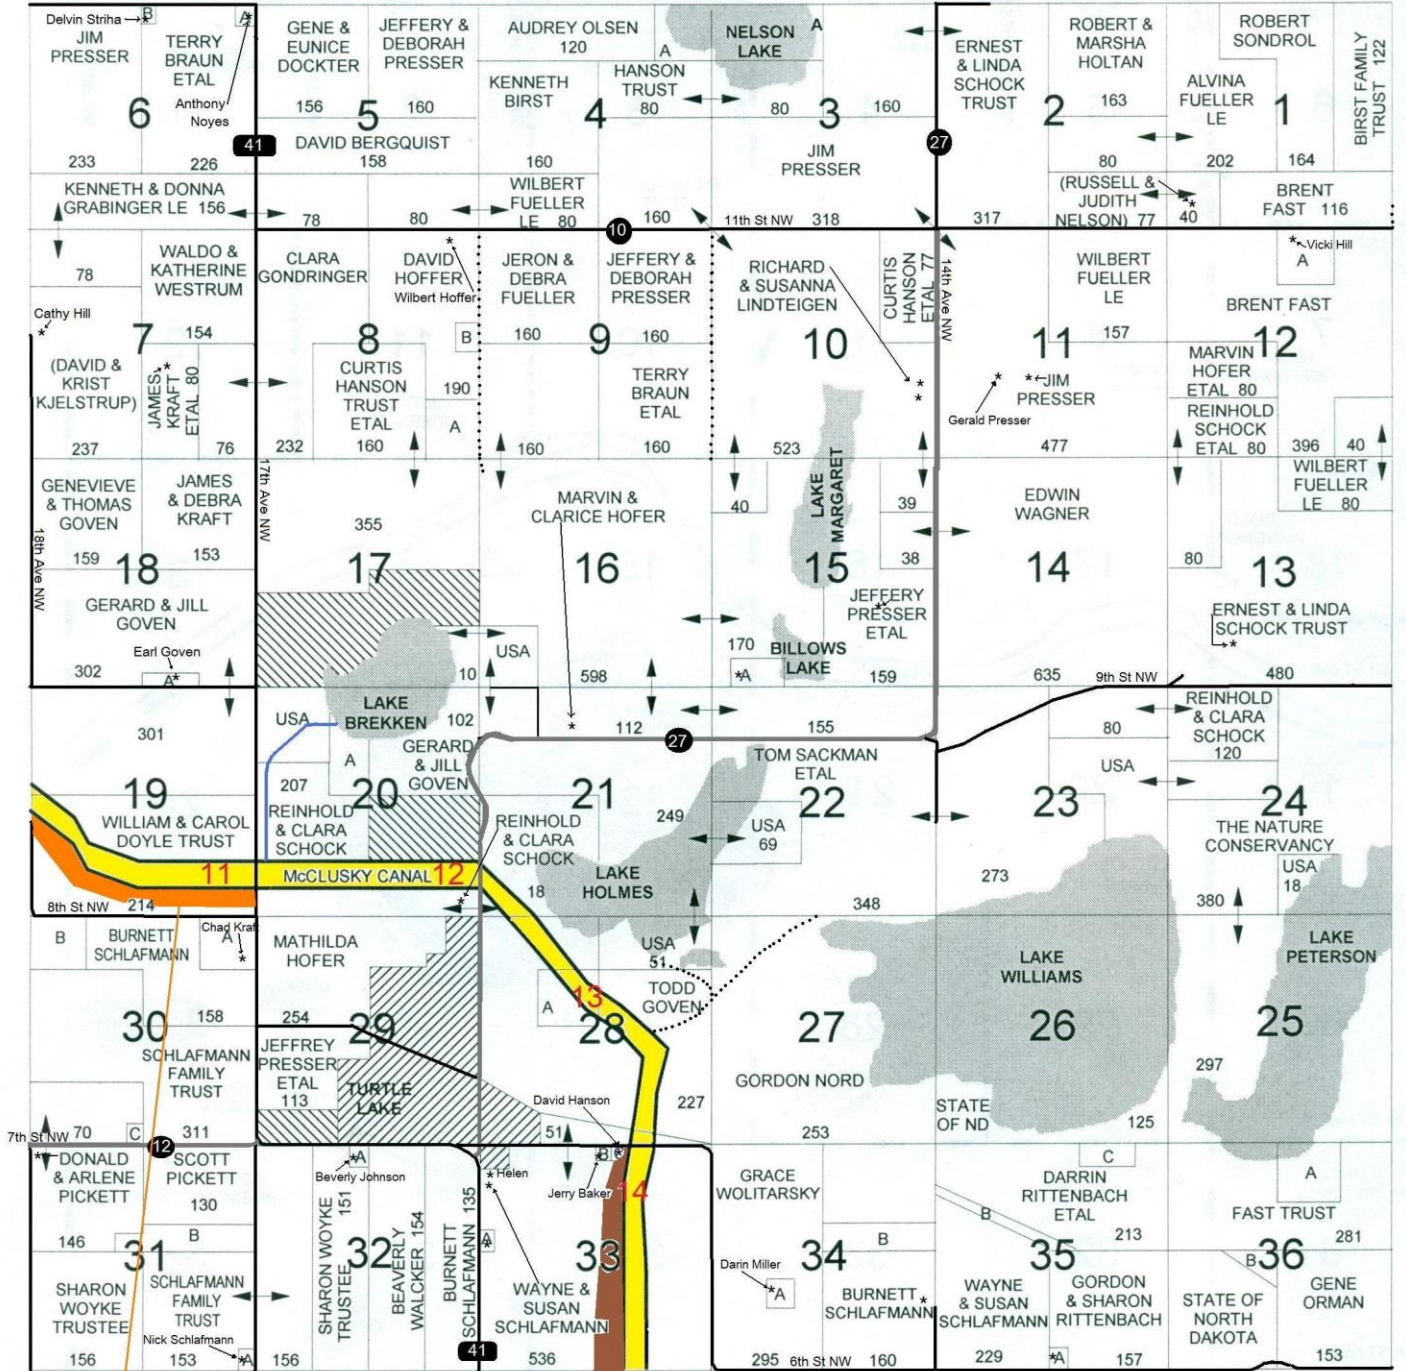 Delvin Striha
B
A
JIM
PRESSER
TERRY
BRAUN
ETAL
6
Anthony
Noyes
233
226
41
KENNETH & DONNA
GRABINGER LE 156
GENE &
EUNICE
DOCKTER
JEFFERY &
DEBORAH
PRESSER
156
5
160
DAVID BERGQUIST
158
78
80
AUDREY OLSEN
120
A
KENNETH
BIRST
HANSON
TRUST
4
80
160
WILBERT
FUELLER
LE 80
160
10
NELSON
LAKE
A
80
160
3
JIM
PRESSER
11th St NW
318
27
ERNEST
& LINDA
SCHOCK
TRUST
ROBERT &
MARSHA
HOLTAN
2
163
80
(RUSSELL &
JUDITH
NELSON) 77
317
ROBERT
SONDROL
ALVINA
FUELLER
LE
1
202
164
BIRST FAMILY
TRUST 122
40
BRENT
FAST 116
78
WALDO &
KATHERINE
WESTRUM
Cathy Hill
7
154
(DAVID &
KRIST
KJELSTRUP)
JAMES
KRAFT
ETAL 80
237
76
CLARA
GONDRINGER
DAVID
HOFFER
Wilbert Hoffer
8
B
CURTIS
HANSON
TRUST
ETAL
190
A
232
160
JERON &
DEBRA
FUELLER
JEFFERY &
DEBORAH
PRESSER
160
9
160
TERRY
BRAUN
ETAL
160
160
RICHARD
& SUSANNA
LINDTEIGEN
CURTIS
HANSON
ETAL 77
14th Ave NW
10
523
WILBERT
FUELLER
LE
11
157
JIM
PRESSER
Gerald Presser
477
Vicki Hill
A
BRENT FAST
12
MARVIN
HOFER
ETAL 80
REINHOLD
SCHOCK
ETAL 80
396
40
WILBERT
FUELLER
LE 80
GENEVIEVE
& THOMAS
GOVEN
JAMES
& DEBRA
KRAFT
17th Ave NW
18th Ave NW
159
18
153
GERARD & JILL
GOVEN
Earl Goven
302
A
355
17
USA
10
MARVIN &
CLARICE HOFER
16
598
40
LAKE
MARGARET
39
38
15
JEFFERY
PRESSER
ETAL
170
A
BILLOWS
LAKE
159
EDWIN
WAGNER
14
635
9th St NW
80
13
ERNEST & LINDA
SCHOCK TRUST
480
301
19
WILLIAM & CAROL
DOYLE TRUST
11
214
8th St NW
USA
LAKE
BREKKEN
102
A
GERARD
& JILL
GOVEN
207
20
REINHOLD
& CLARA
SCHOCK
McCLUSKY CANAL
12
112
27
21
REINHOLD
& CLARA
SCHOCK
249
18
LAKE
HOLMES
155
TOM SACKMAN
ETAL
22
USA
69
348
80
USA
23
273
REINHOLD
& CLARA
SCHOCK
120
24
THE NATURE
CONSERVANCY
USA
18
380
B
BURNETT
SCHLAFMANN
A
Chad Kraft
30
158
SCHLAFMANN
FAMILY
TRUST
70
C
311
7th St NW
12
MATHILDA
HOFER
254
29
JEFFREY
PRESSER
ETAL
113
TURTLE
LAKE
USA
51
13
A
TODD
GOVEN
28
227
David Hanson
51
27
GORDON NORD
253
LAKE
WILLIAMS
26
STATE
OF ND
125
LAKE
PETERSON
25
297
DONALD
& ARLENE
PICKETT
SCOTT
PICKETT
130
146
31
B
SHARON
WOYKE
TRUSTEE
SCHLAFMANN
FAMILY
TRUST
Nick Schlafmann
156
153
A
A
Beverly Johnson
SHARON WOYKE
TRUSTEE 151
32
BEAVERLY
WALCKER 154
BURNETT
SCHLAFMANN 135
156
41
Helen
Jerry Baker
B
A
14
A
33
WAYNE &
SUSAN
SCHLAFMANN
536
GRACE
WOLITARSKY
B
34
Darin Miller
A
BURNETT
SCHLAFMANN
295
6th St NW
160
C
DARRIN
RITTENBACH
ETAL
B
213
35
WAYNE
& SUSAN
SCHLAFMANN
GORDON
& SHARON
RITTENBACH
229
A
157
A
FAST TRUST
281
B
36
STATE OF
NORTH
DAKOTA
GENE
ORMAN
153